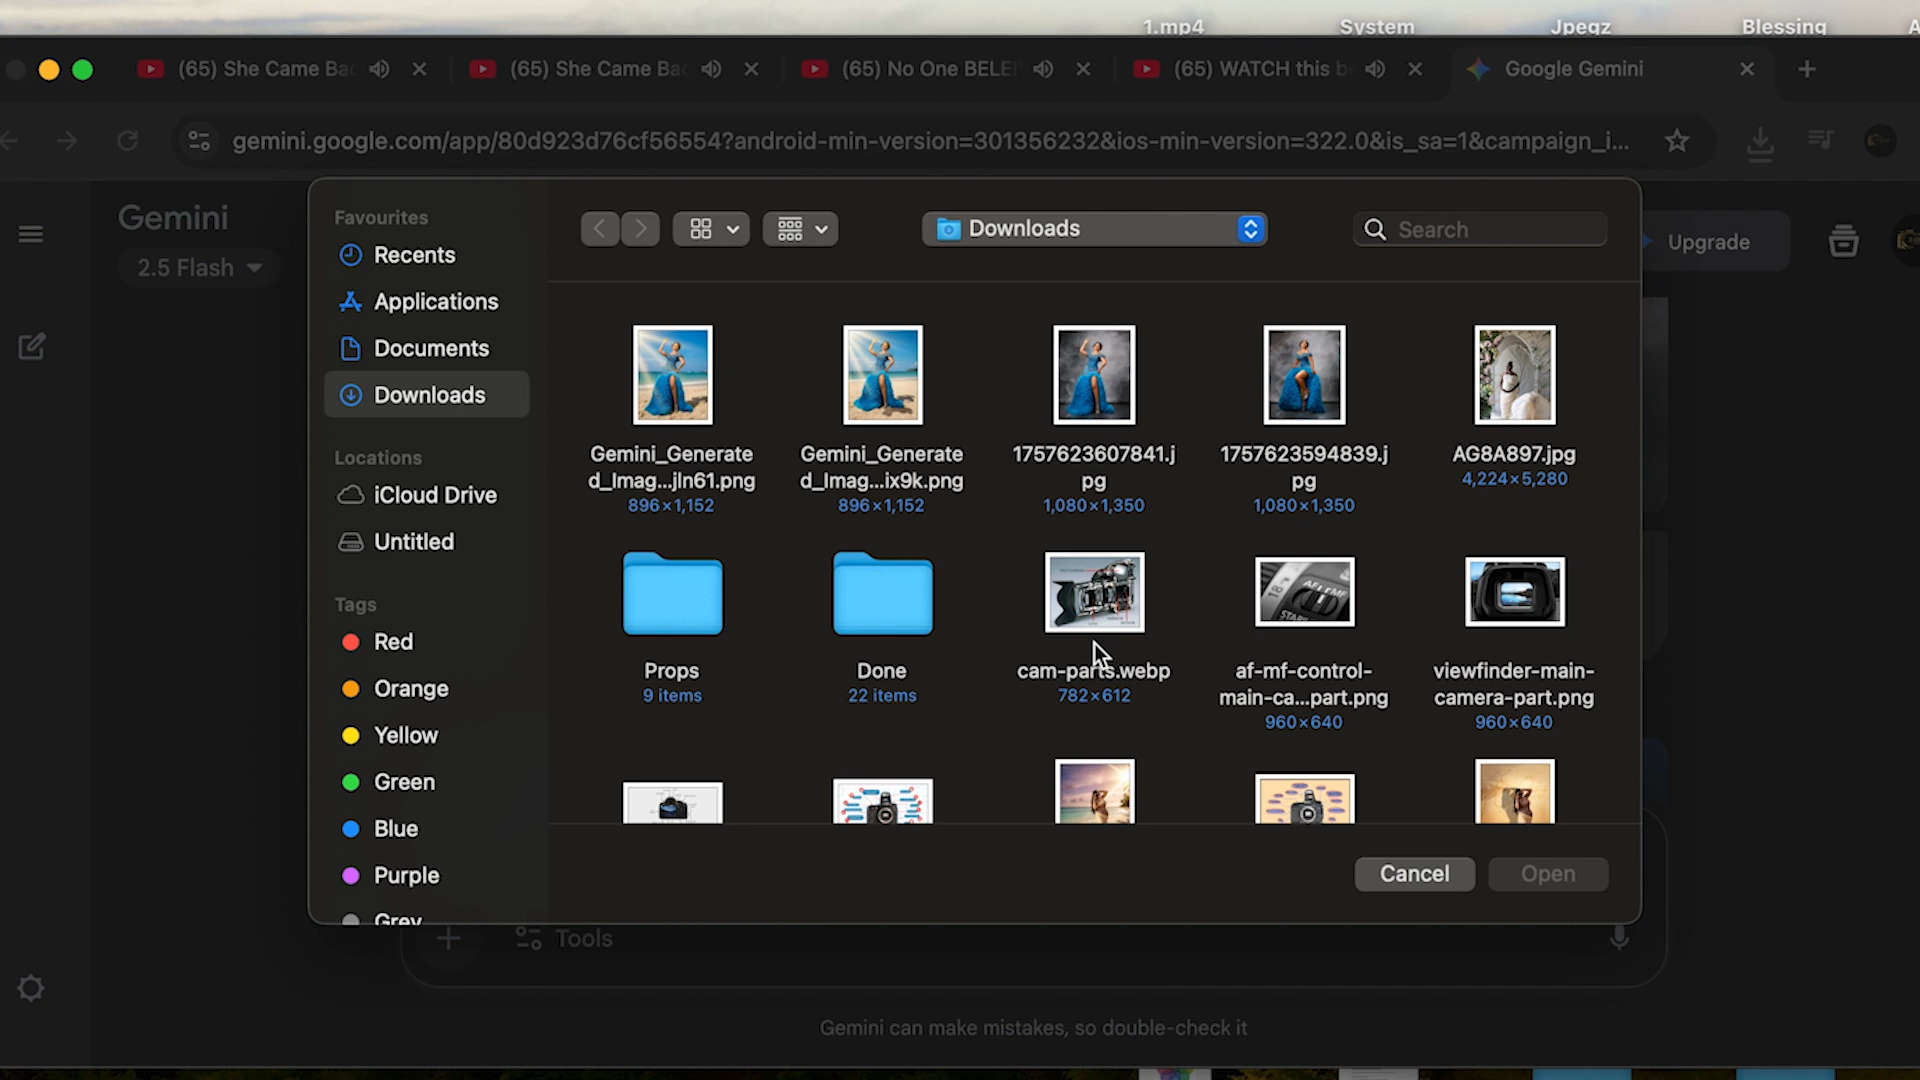 1.mp4
System
Jpegz
Blessing
(65) She Came Bac
(65) She Came Bac
(65) No One BELEI
(65) WATCH this b
Google Gemini
gemini.google.com/app/80d923d76cf56554?android-min-version=301356232&ios-min-version=322.0&is_sa=1&campaign_i...
Gemini
2.5 Flash
Upgrade
Favourites
Recents
Applications
Documents
Downloads
Locations
iCloud Drive
Untitled
Tags
Red
Orange
Yellow
Green
Blue
Purple
Grey
Downloads
Search
Gemini_Generate
d_Imag...jln61.png
896×1,152
Gemini_Generate
d_Imag...ix9k.png
896×1,152
1757623607841.j
pg
1,080×1,350
1757623594839.j
pg
1,080×1,350
AG8A897.jpg
4,224×5,280
Props
9 items
Done
22 items
cam-parts.webp
782×612
af-mf-control-
main-ca...part.png
960×640
viewfinder-main-
camera-part.png
960×640
Cancel
Open
Tools
Gemini can make mistakes, so double-check it